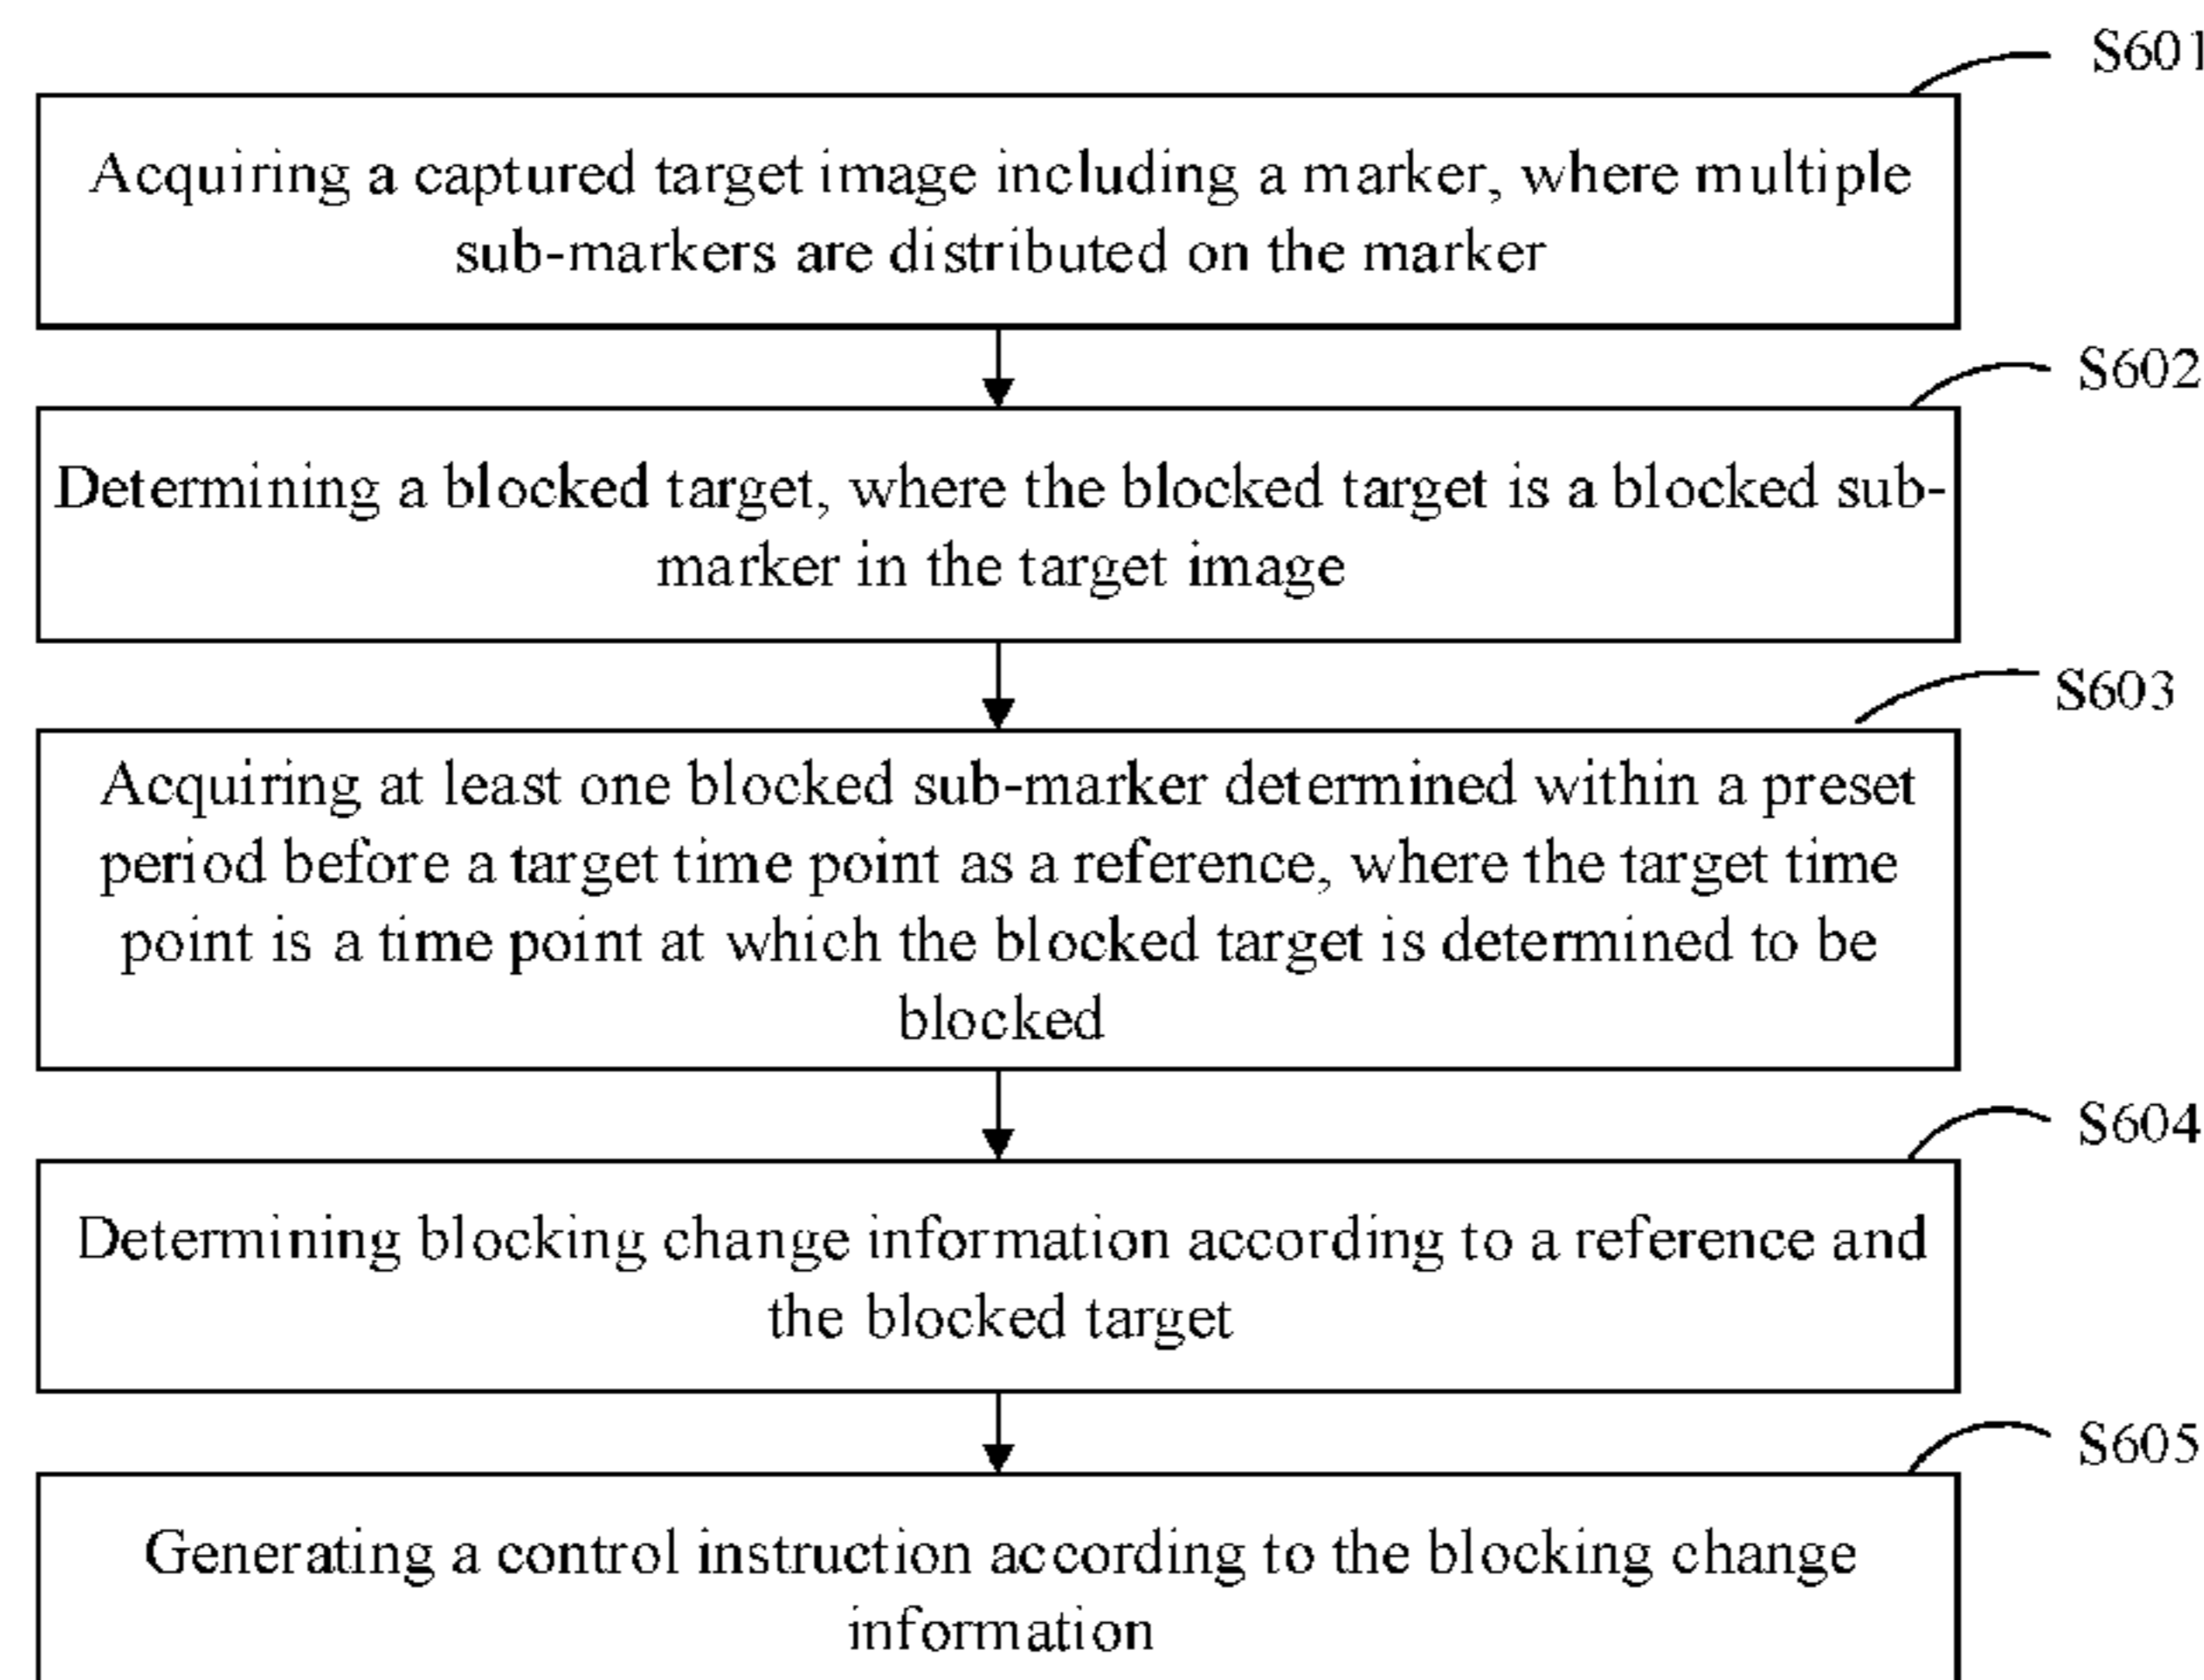 S601
Acquiring a captured target image including a marker, where multiple
sub-markers are distributed on the marker
S602
Determining a blocked target, where the blocked target is a blocked sub-
marker in the target image
S603
Acquiring at least one blocked sub-marker determined within a preset
period before a target time point as a reference, where the target time
point is a time point at which the blocked target is determined to be
blocked
S604
Determining blocking change information according to a reference and
the blocked target
S605
Generating a control instruction according to the blocking change
information